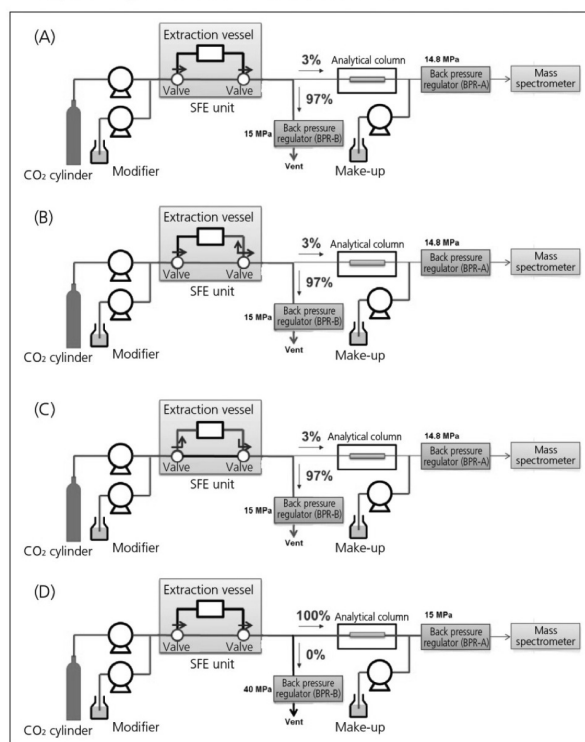 (A)
Extraction vessel
Valve Valve
SFE unit
CO₂ cylinder
Modifier
3%
97%
15 MPa
Back pressure
regulator (BPR-B)
Vent
Analytical column
Make-up
14.8 MPa
Back pressure
regulator (BPR-A)
Mass
spectrometer
(B)
Extraction vessel
Valve Valve
SFE unit
CO₂ cylinder
Modifier
3%
97%
15 MPa
Back pressure
regulator (BPR-B)
Vent
Analytical column
Make-up
14.8 MPa
Back pressure
regulator (BPR-A)
Mass
spectrometer
(C)
Extraction vessel
Valve Valve
SFE unit
CO₂ cylinder
Modifier
3%
97%
15 MPa
Back pressure
regulator (BPR-B)
Vent
Analytical column
Make-up
14.8 MPa
Back pressure
regulator (BPR-A)
Mass
spectrometer
(D)
Extraction vessel
Valve Valve
SFE unit
CO₂ cylinder
Modifier
100%
0%
40 MPa
Back pressure
regulator (BPR-B)
Vent
Analytical column
Make-up
15 MPa
Back pressure
regulator (BPR-A)
Mass
spectrometer